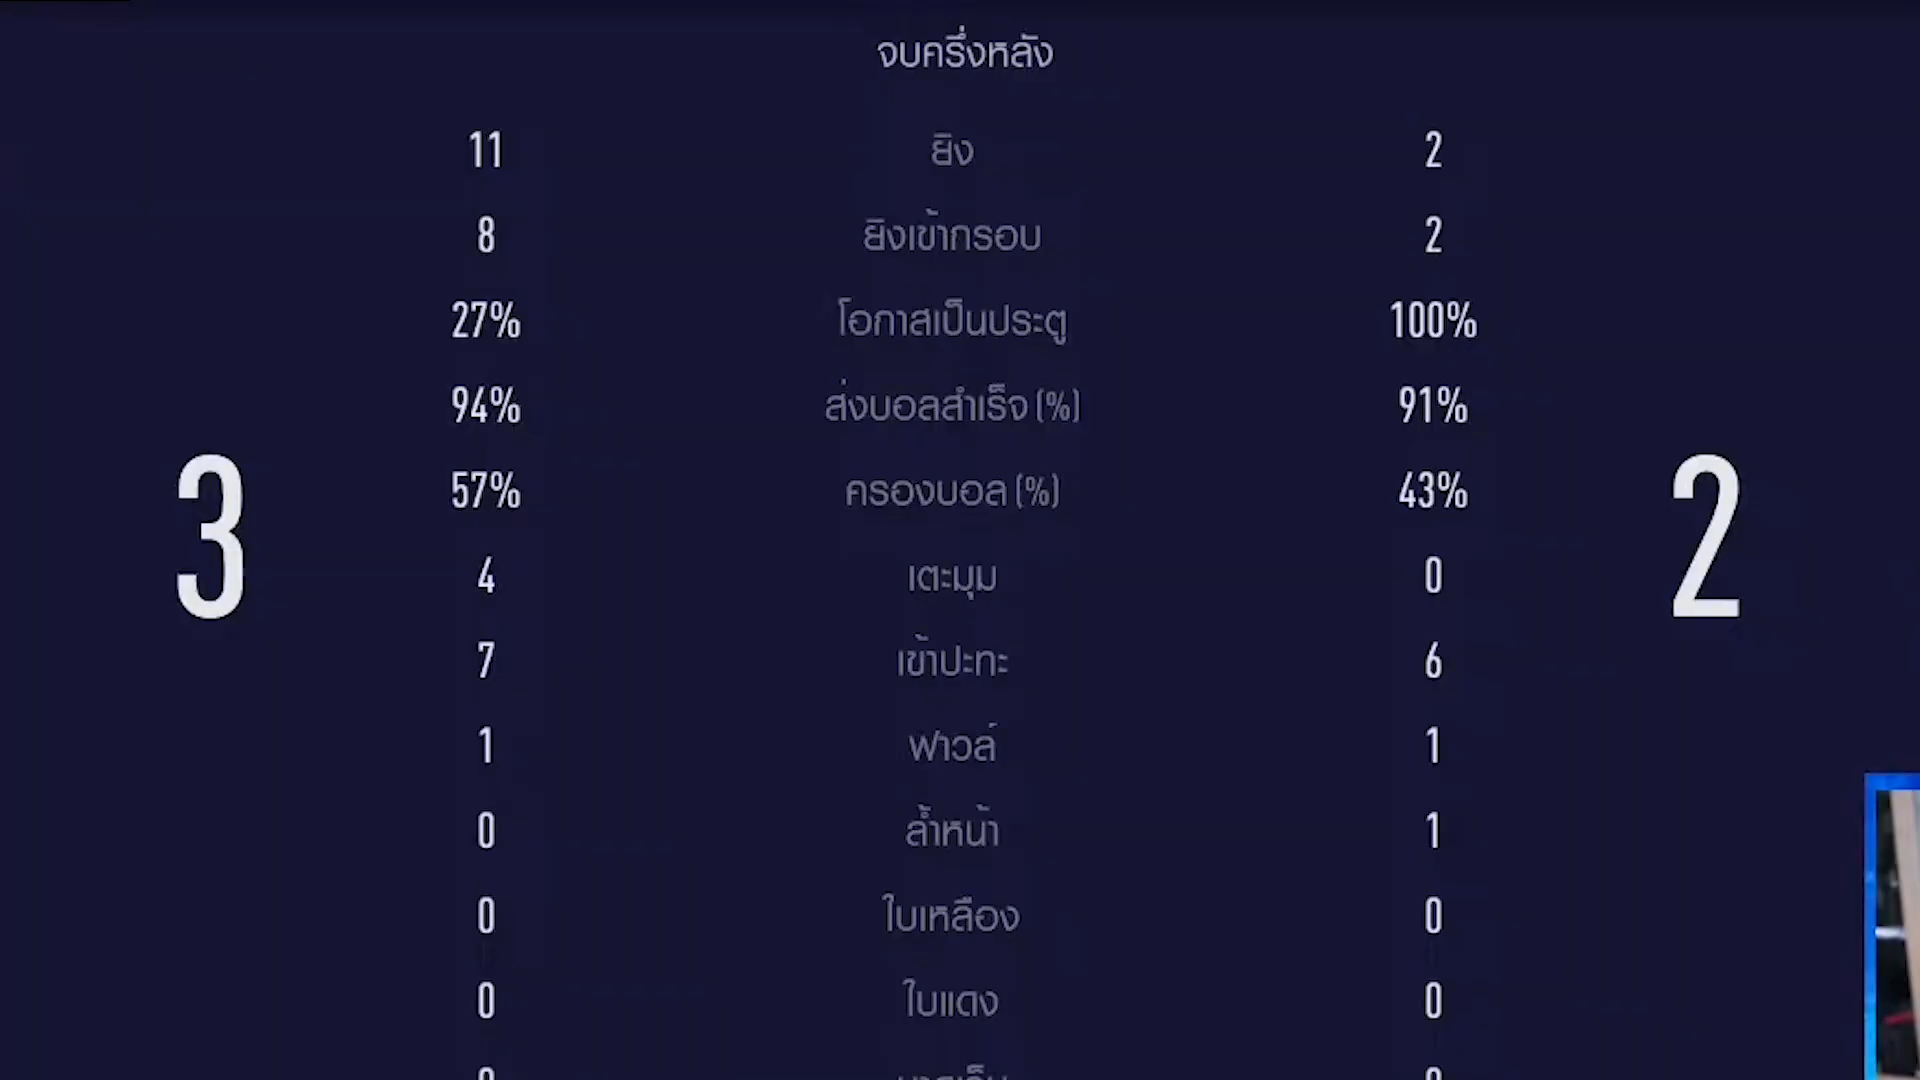 จบครึ่งหลัง
11 ยิง 2
8 ยิงเข้ากรอบ 2
27% โอกาสเป็นประตู 100%
94% ส่งบอลสำเร็จ (%) 91%
57% ครองบอล (%) 43%
3 2
4 เตะมุม 0
7 เข้าปะทะ 6
1 ฟาวล์ 1
0 ล้ำหน้า 1
0 ใบเหลือง 0
0 ใบแดง 0